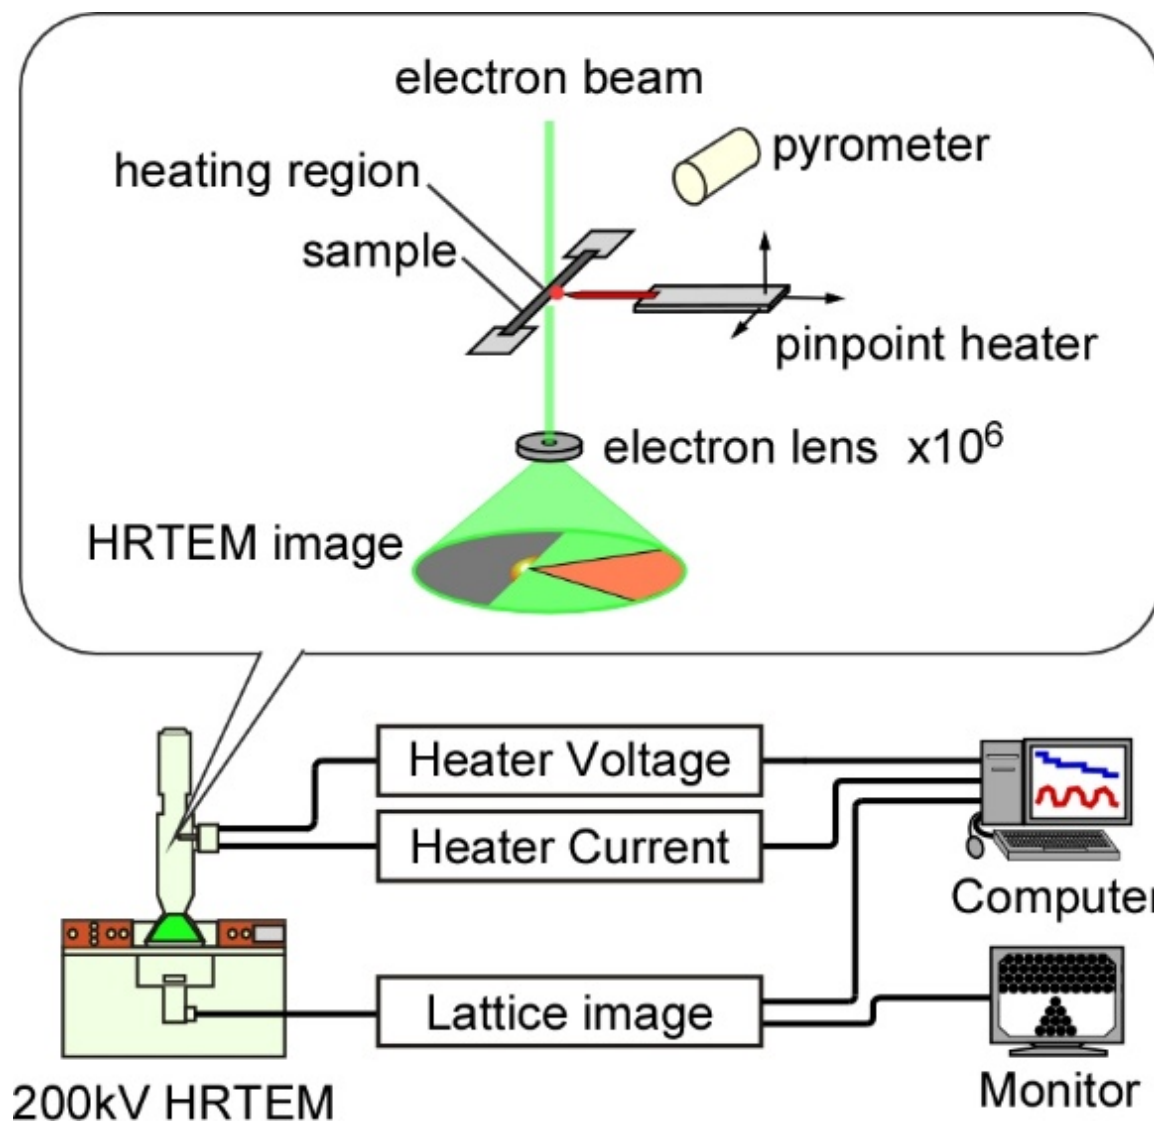 electron beam
pyrometer
heating region
sample
pinpoint heater
electron lens x10⁶
HRTEM image
Heater Voltage
Heater Current
Computer
Lattice image
Monitor
200kV HRTEM